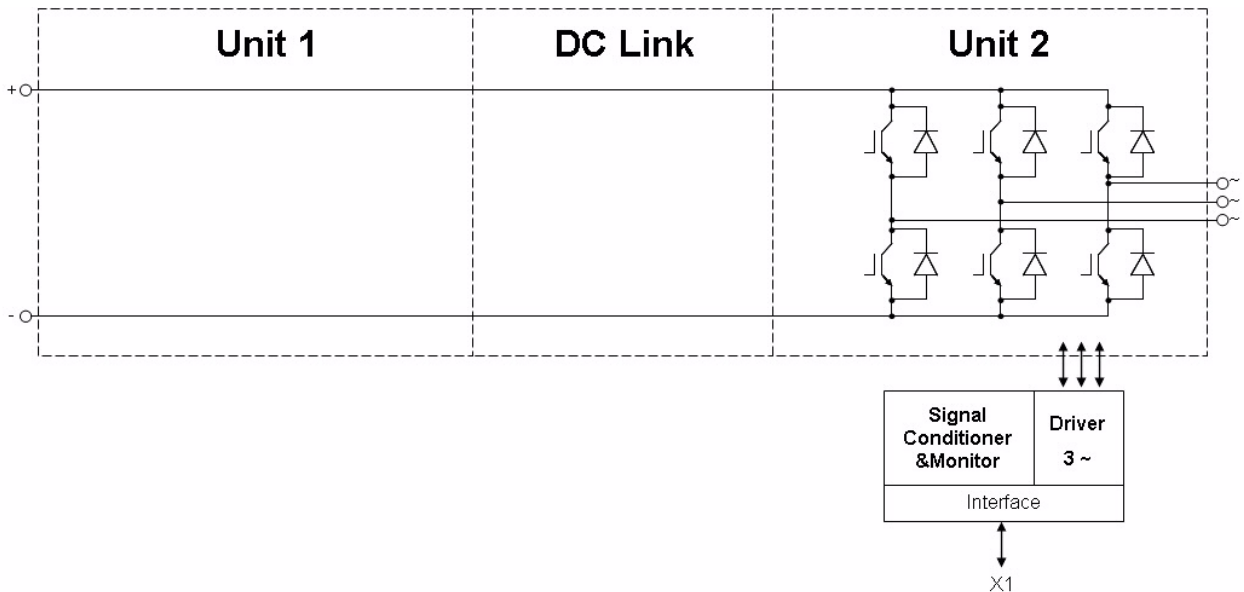 Unit 1
DC Link
Unit 2
+
~
~
~
-
Signal
Conditioner
&Monitor
Driver
3 ~
Interface
X1